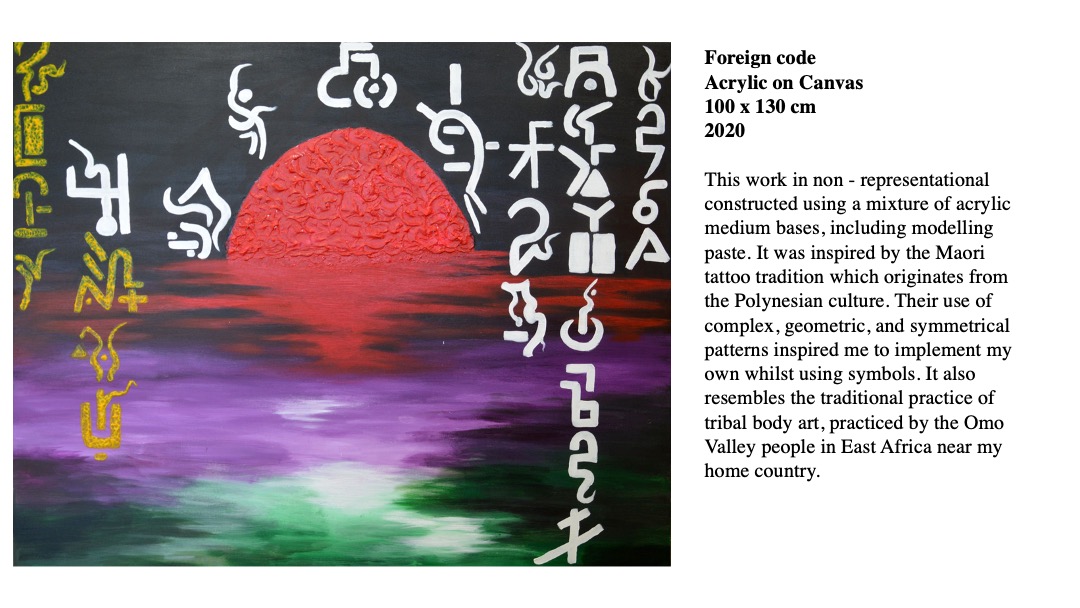 Foreign code
Acrylic on Canvas
100 x 130 cm
2020
This work in non - representational
constructed using a mixture of acrylic
medium bases, including modelling
paste. It was inspired by the Maori
tattoo tradition which originates from
the Polynesian culture. Their use of
complex, geometric, and symmetrical
patterns inspired me to implement my
own whilst using symbols. It also
resembles the traditional practice of
tribal body art, practiced by the Omo
Valley people in East Africa near my
home country.